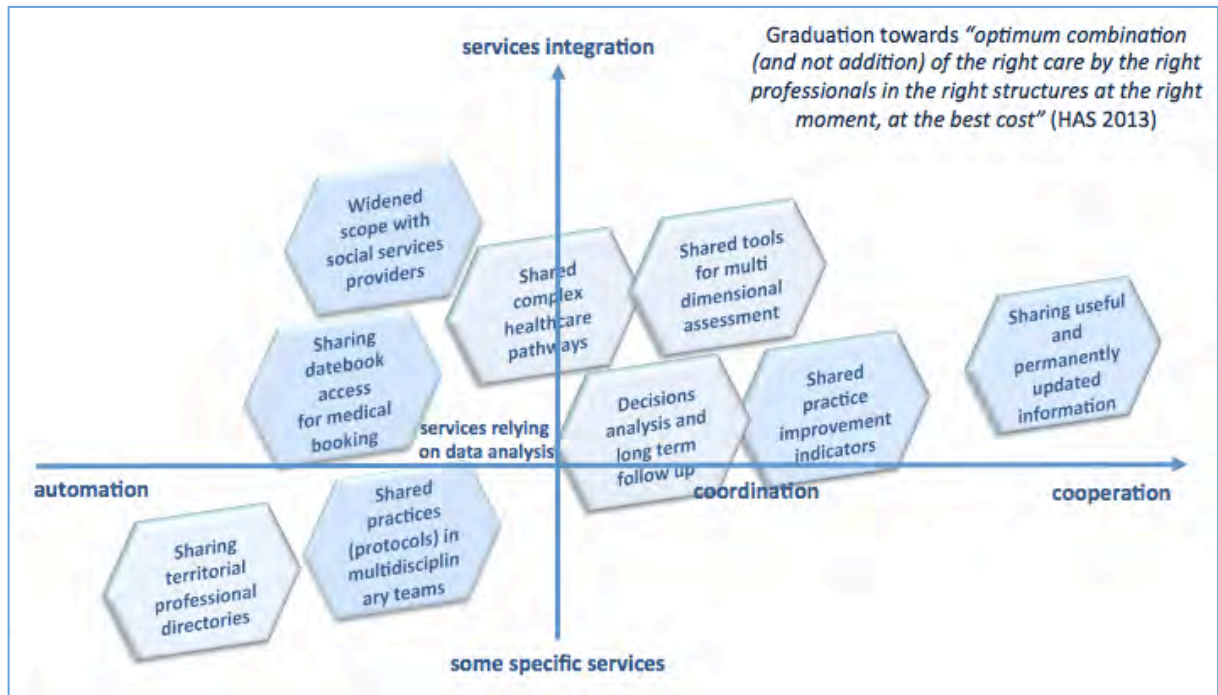 services integration
Graduation towards “optimum combination
(and not addition) of the right care by the right
professionals in the right structures at the right
moment, at the best cost” (HAS 2013)
Widened
scope with
social services
providers
Shared
complex
healthcare
pathways
Shared tools
for multi
dimensional
assessment
Sharing useful
and
permanently
updated
information
Sharing
datebook
access
for medical
booking
services relying
on data analysis
Decisions
analysis and
long term
follow up
Shared
practice
improvement
indicators
automation
coordination
cooperation
Sharing
territorial
professional
directories
Shared
practices
(protocols) in
multidisciplin
ary teams
some specific services